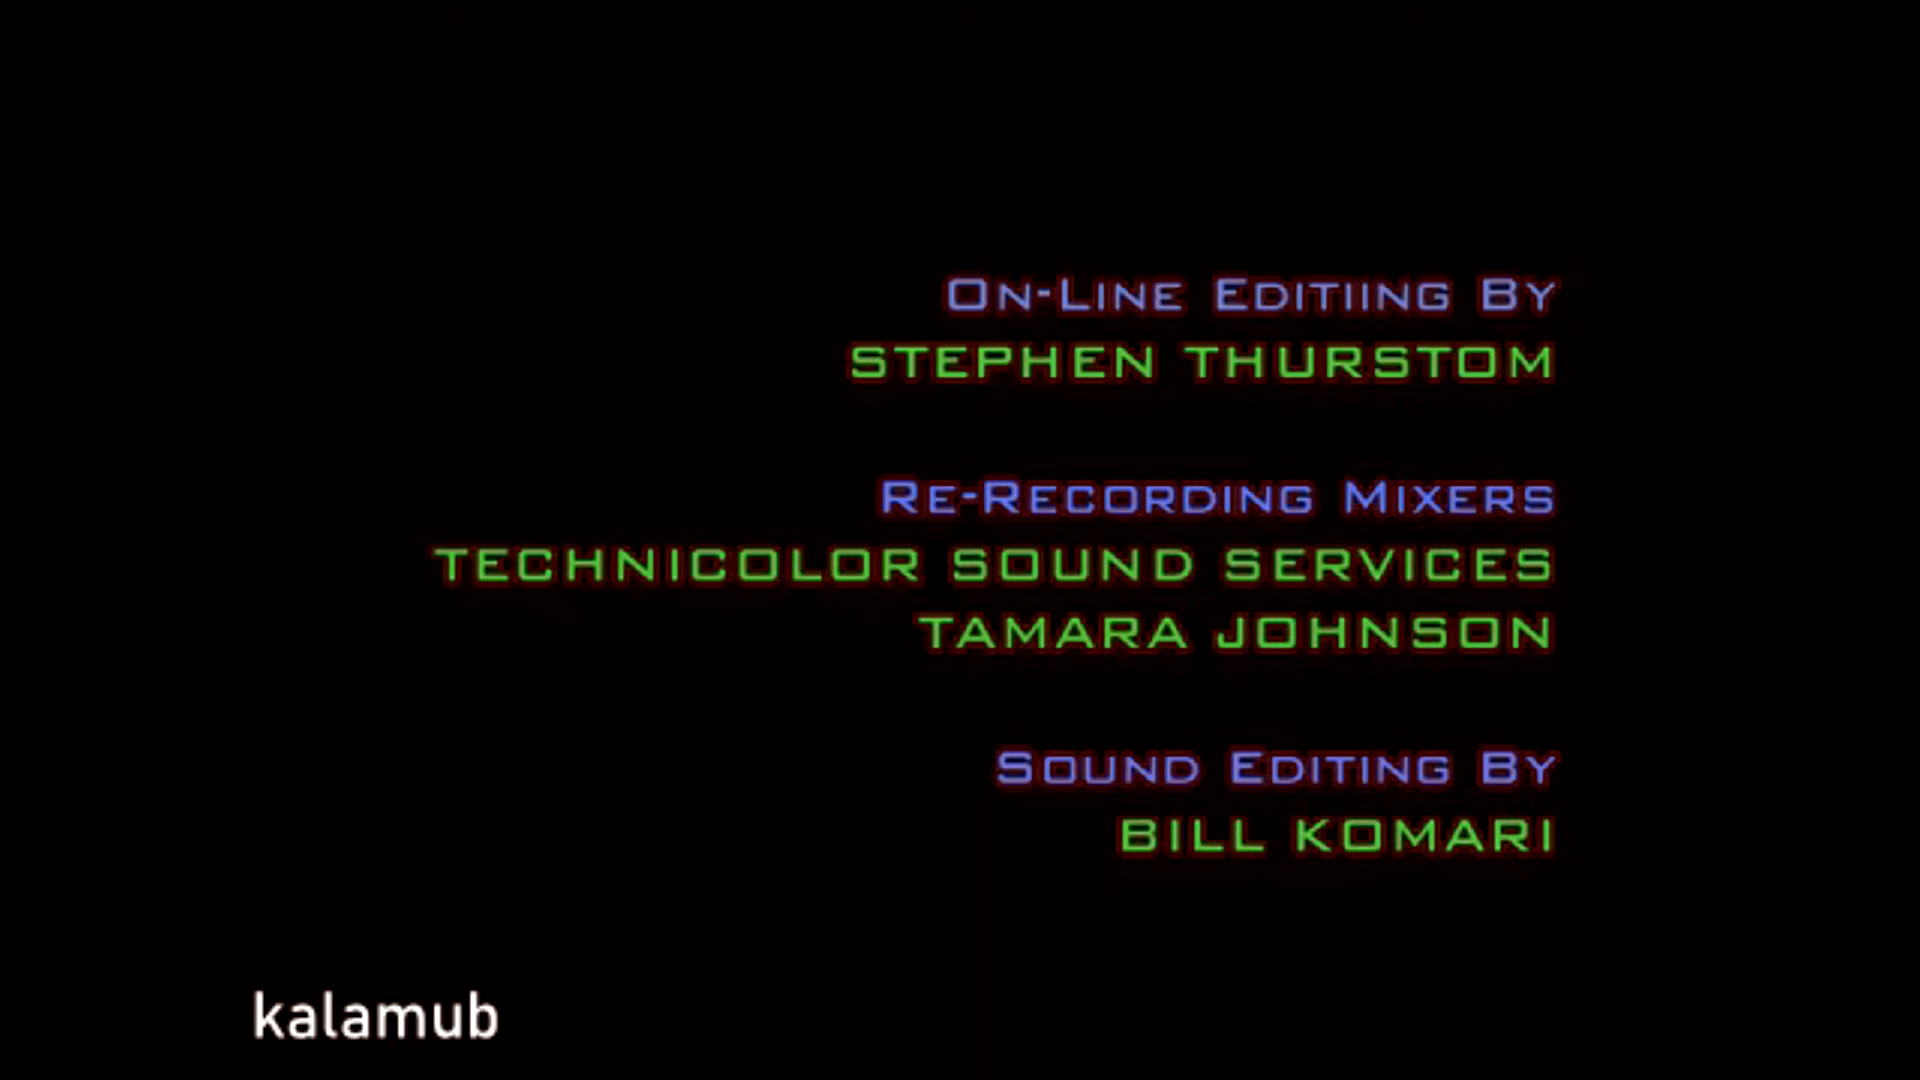 On-Line Editiing By
STEPHEN THURSTOM
Re-Recording Mixers
TECHNICOLOR SOUND SERVICES
TAMARA JOHNSON
Sound Editing By
BILL KOMARI
kalamub